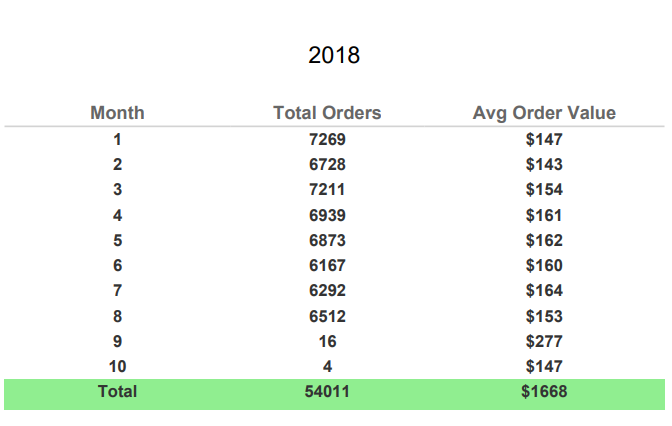 2018
Month Total Orders Avg Order Value
1 7269 $147
2 6728 $143
3 7211 $154
4 6939 $161
5 6873 $162
6 6167 $160
7 6292 $164
8 6512 $153
9 16 $277
10 4 $147
Total 54011 $1668